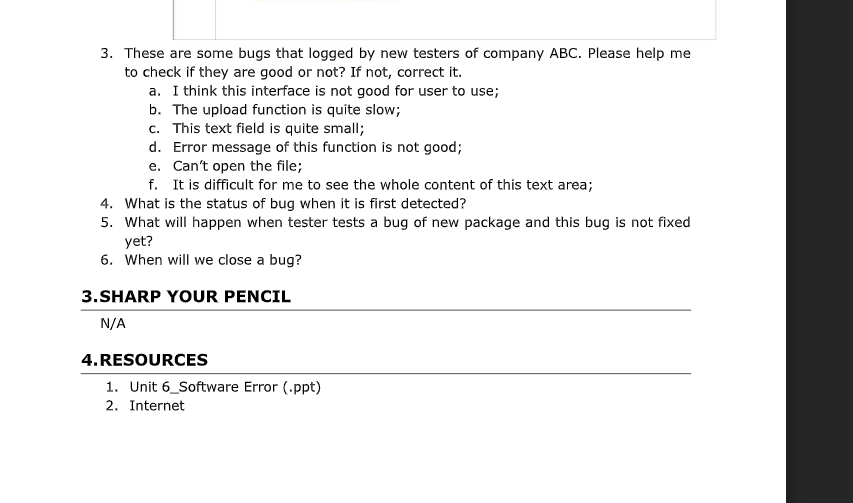 3. These are some bugs that logged by new testers of company ABC. Please help me
to check if they are good or not? If not, correct it.
a. I think this interface is not good for user to use;
b. The upload function is quite slow;
c. This text field is quite small;
d. Error message of this function is not good;
e. Can't open the file;
f. It is difficult for me to see the whole content of this text area;
4. What is the status of bug when it is first detected?
5. What will happen when tester tests a bug of new package and this bug is not fixed
yet?
6. When will we close a bug?
3.SHARP YOUR PENCIL
N/A
4.RESOURCES
1. Unit 6_Software Error (.ppt)
2. Internet